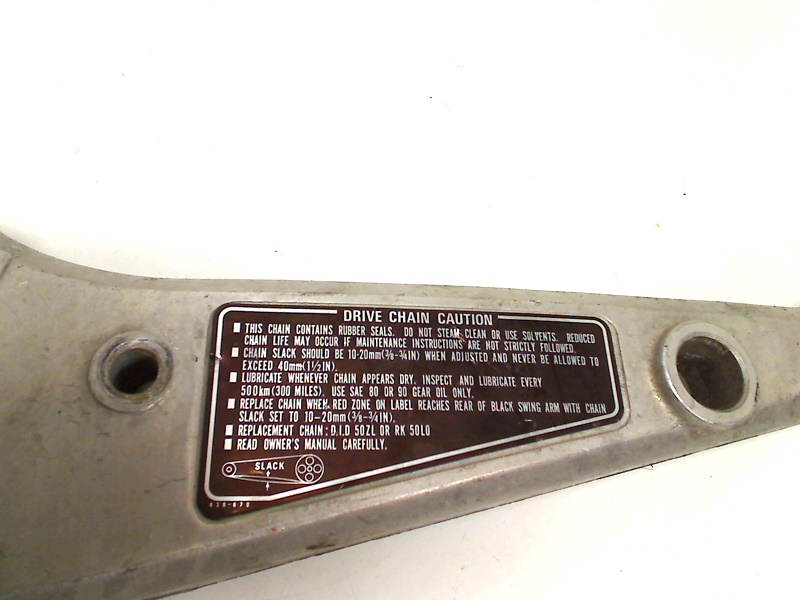 DRIVE CHAIN CAUTION
■ THIS CHAIN CONTAINS RUBBER SEALS. DO NOT STEAM CLEAN OR USE SOLVENTS. REDUCED
CHAIN LIFE MAY OCCUR IF MAINTENANCE INSTRUCTIONS ARE NOT STRICTLY FOLLOWED.
■ CHAIN SLACK SHOULD BE 10-20mm(3/8-3/4IN) WHEN ADJUSTED AND NEVER BE ALLOWED TO
EXCEED 40mm(1 1/2IN).
■ LUBRICATE WHENEVER CHAIN APPEARS DRY. INSPECT AND LUBRICATE EVERY
500km(300 MILES). USE SAE 80 OR 90 GEAR OIL ONLY.
■ REPLACE CHAIN WHEN RED ZONE ON LABEL REACHES REAR OF BLACK SWING ARM WITH CHAIN
SLACK SET TO 10-20mm(3/8-3/4IN).
■ REPLACEMENT CHAIN: D.I.D 50ZL OR RK 50LO
■ READ OWNER'S MANUAL CAREFULLY.
SLACK